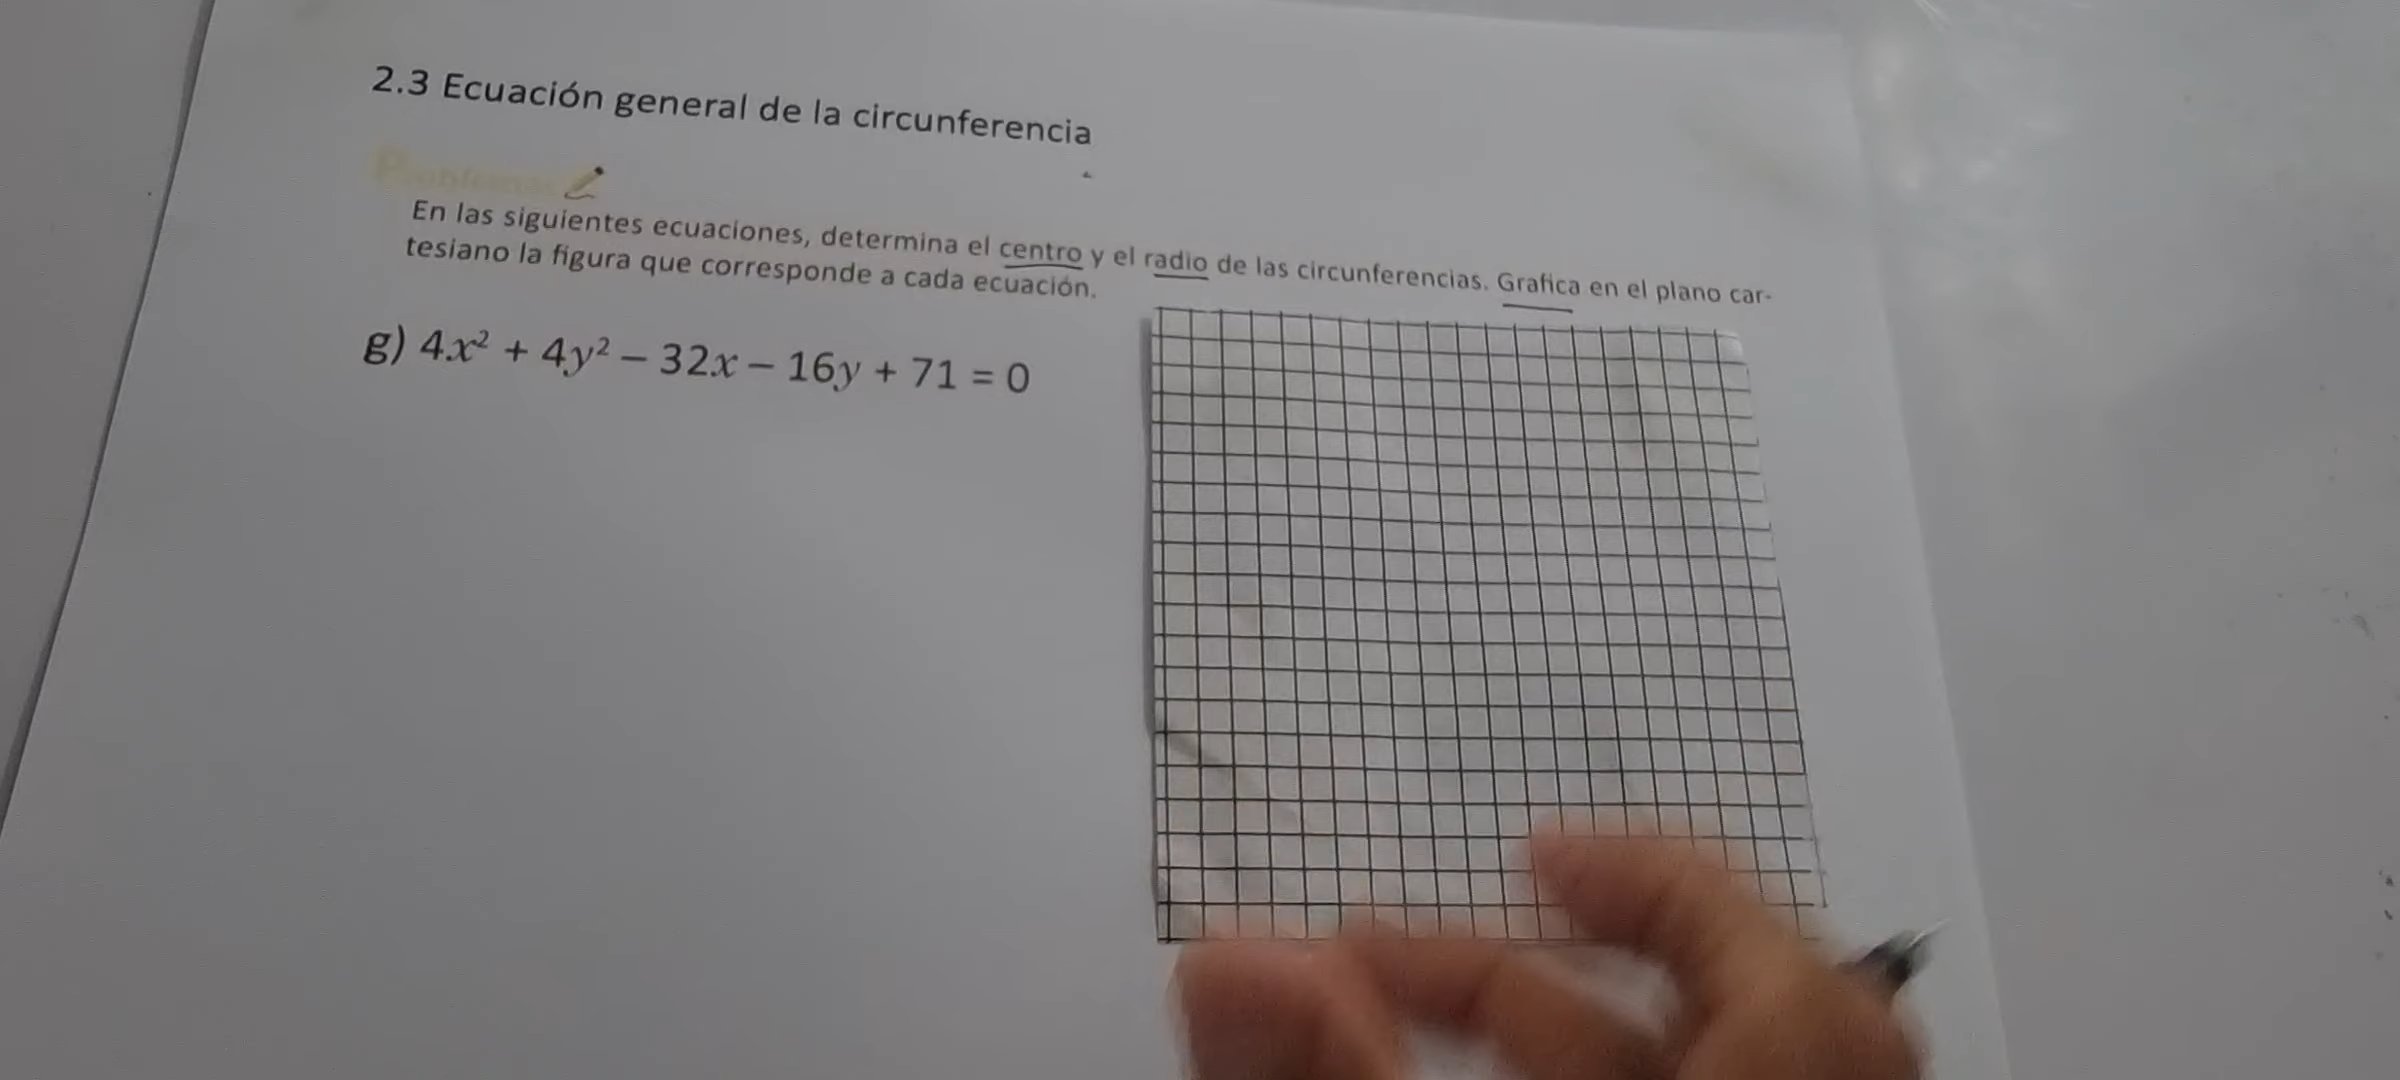 2.3 Ecuación general de la circunferencia
En las siguientes ecuaciones, determina el centro y el radio de las circunferencias. Grafica en el plano car-
tesiano la figura que corresponde a cada ecuación.
g) 4x² + 4y² – 32x – 16y + 71 = 0